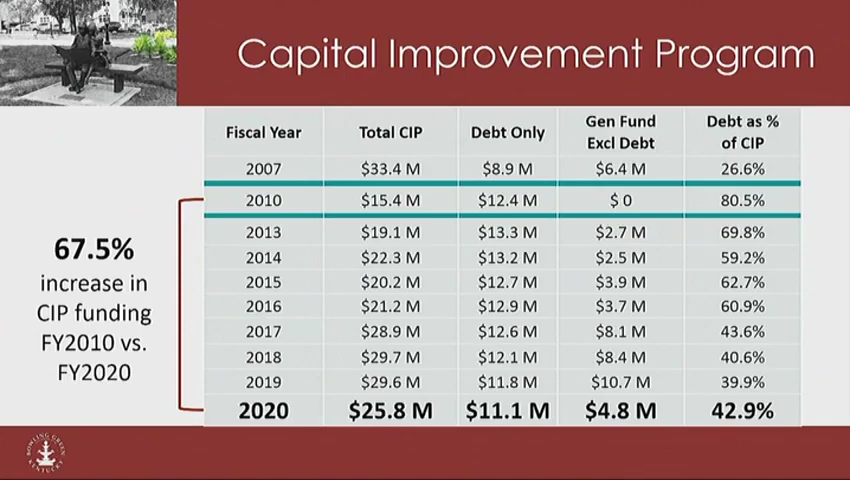 Capital Improvement Program
Fiscal Year Total CIP Debt Only Gen Fund Excl Debt Debt as % of CIP
2007 $33.4 M $8.9 M $6.4 M 26.6%
2010 $15.4 M $12.4 M $ 0 80.5%
2013 $19.1 M $13.3 M $2.7 M 69.8%
2014 $22.3 M $13.2 M $2.5 M 59.2%
2015 $20.2 M $12.7 M $3.9 M 62.7%
2016 $21.2 M $12.9 M $3.7 M 60.9%
2017 $28.9 M $12.6 M $8.1 M 43.6%
2018 $29.7 M $12.1 M $8.4 M 40.6%
2019 $29.6 M $11.8 M $10.7 M 39.9%
2020 $25.8 M $11.1 M $4.8 M 42.9%
67.5%
increase in
CIP funding
FY2010 vs.
FY2020
BOWLING GREEN
KENTUCKY